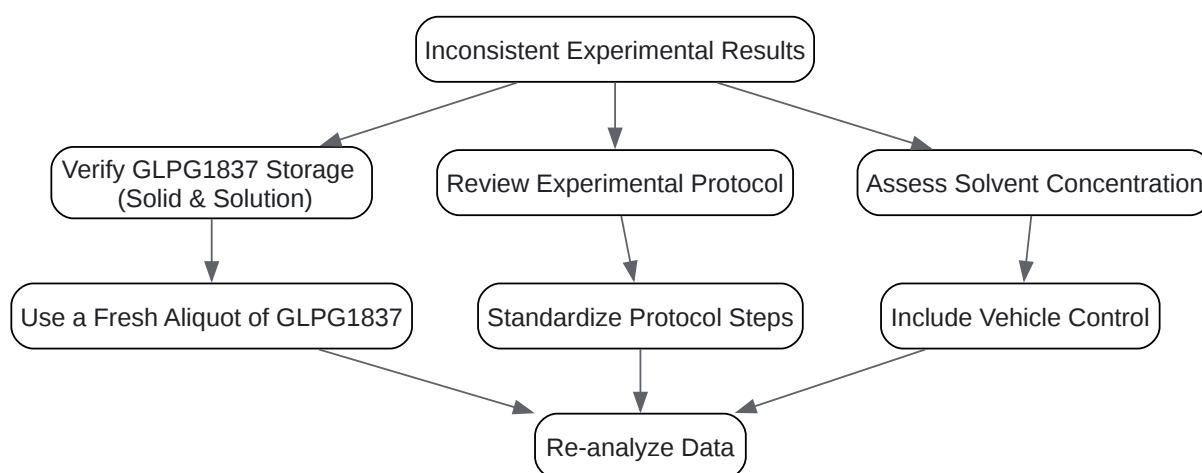 Inconsistent Experimental Results
Verify GLPG1837 Storage
(Solid & Solution)
Review Experimental Protocol
Assess Solvent Concentration
Use a Fresh Aliquot of GLPG1837
Standardize Protocol Steps
Include Vehicle Control
Re-analyze Data